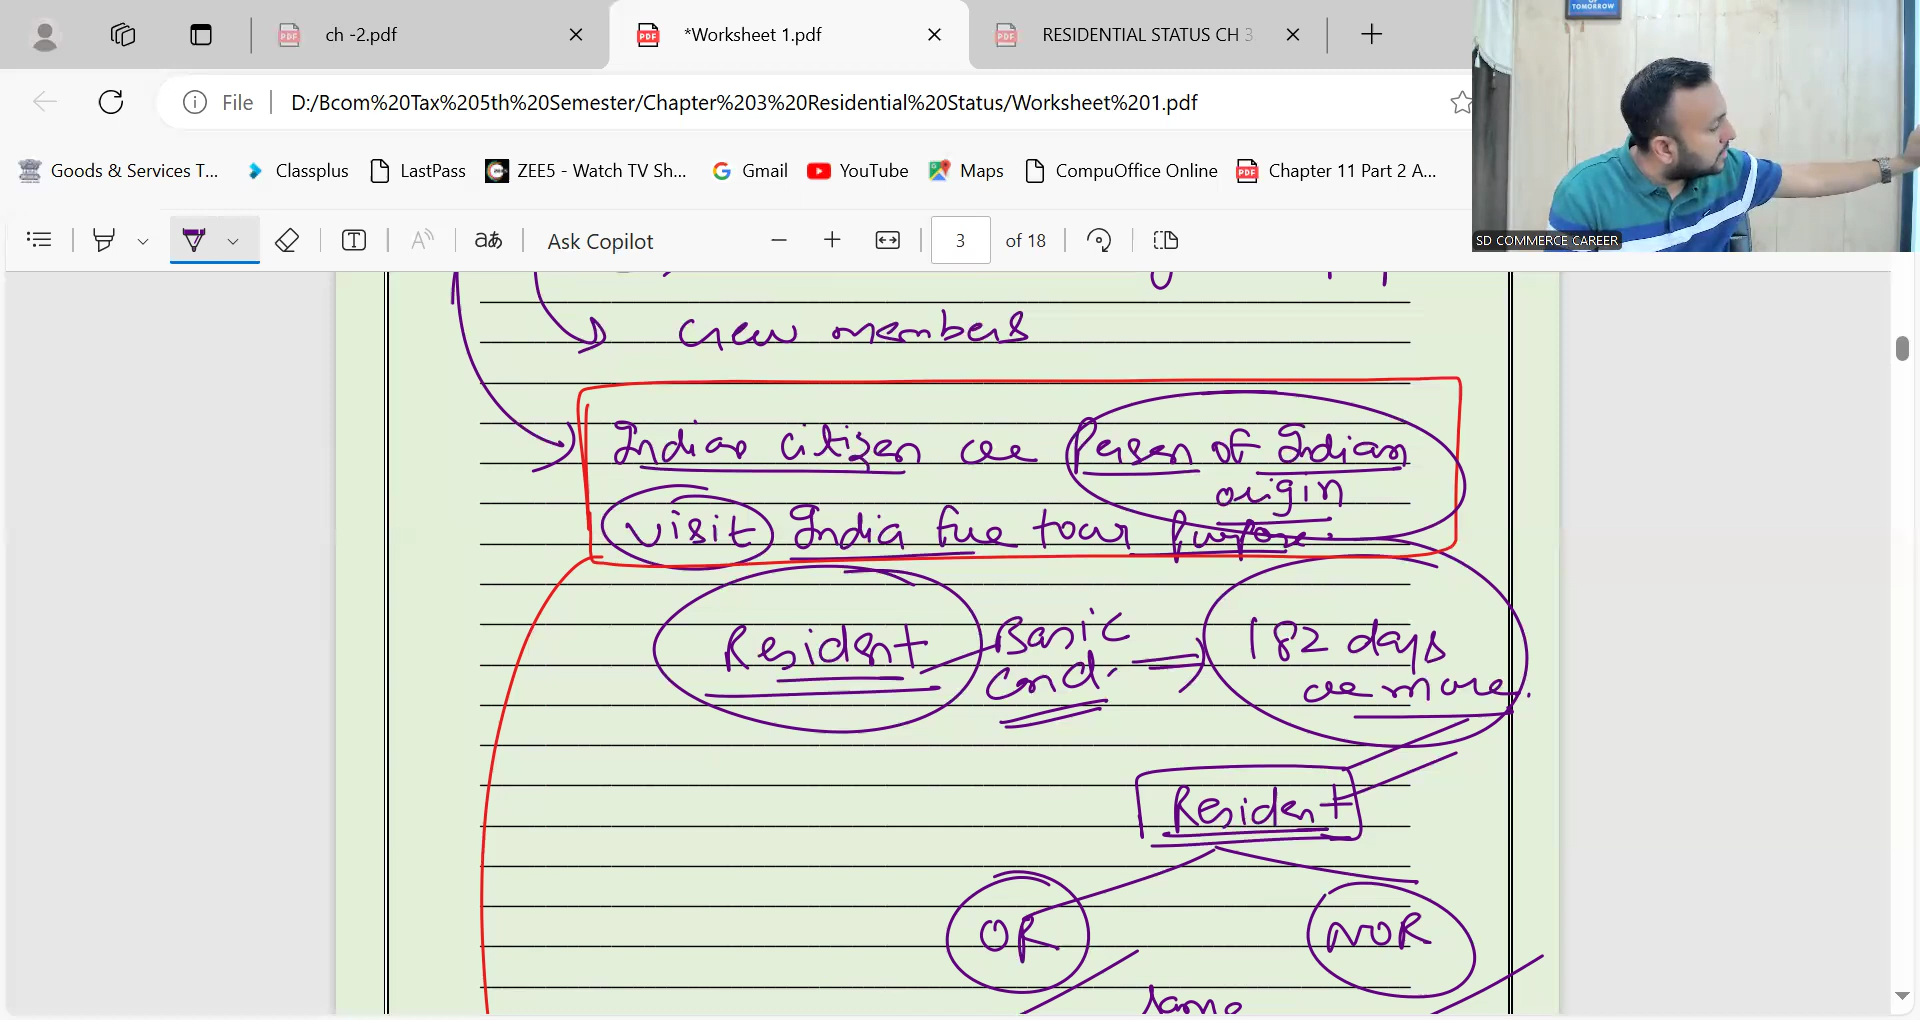 OF
TOMORROW
ch -2.pdf
*Worksheet 1.pdf
RESIDENTIAL STATUS CH 3
File
D:/Bcom%20Tax%205th%20Semester/Chapter%203%20Residential%20Status/Worksheet%201.pdf
Goods & Services T...
Classplus
LastPass
ZEE5 - Watch TV Sh...
Gmail
YouTube
Maps
CompuOffice Online
Chapter 11 Part 2 A...
Ask Copilot
3 of 18
SD COMMERCE CAREER
crew members
Indian citizen or Person of Indian
origin
visit India for tour purpose.
Resident
Basic
cond.
182 days
or more.
Resident
OR
NOR
Same